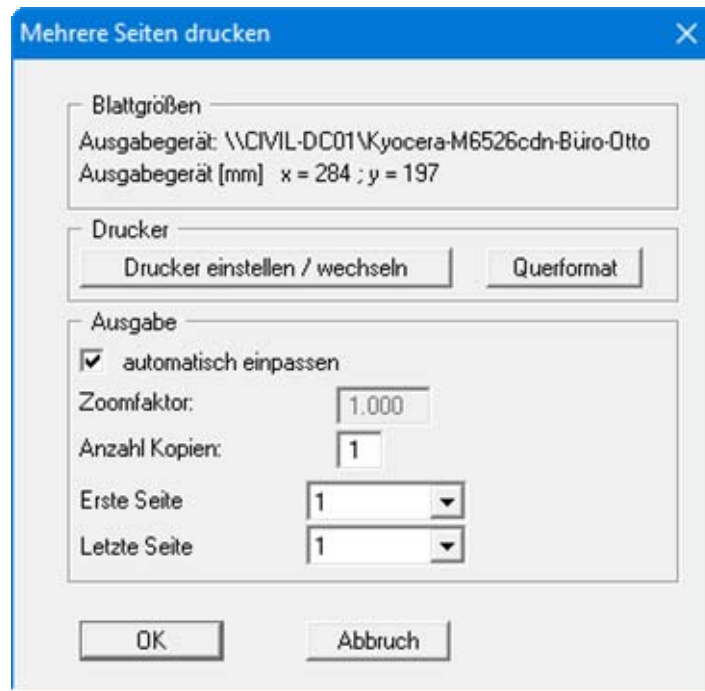 Mehrere Seiten drucken
Blattgrößen
Ausgabegerät: \\CIVIL-DC01\Kyocera-M6526cdn-Büro-Otto
Ausgabegerät [mm] x = 284 ; y = 197
Drucker
Drucker einstellen / wechseln Querformat
Ausgabe
automatisch einpassen
Zoomfaktor: 1.000
Anzahl Kopien: 1
Erste Seite 1
Letzte Seite 1
OK Abbruch